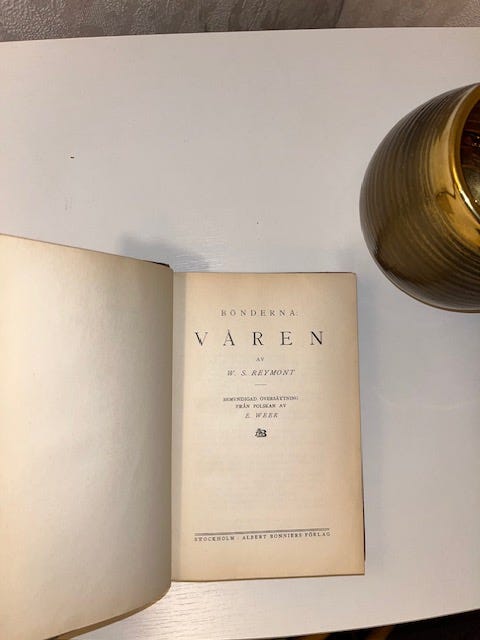 BÖNDERNA:
VÅREN
AV
W. S. REYMONT
BEMYNDIGAD ÖVERSÄTTNING
FRÅN POLSKAN AV
E. WEER
STOCKHOLM · ALBERT BONNIERS FÖRLAG